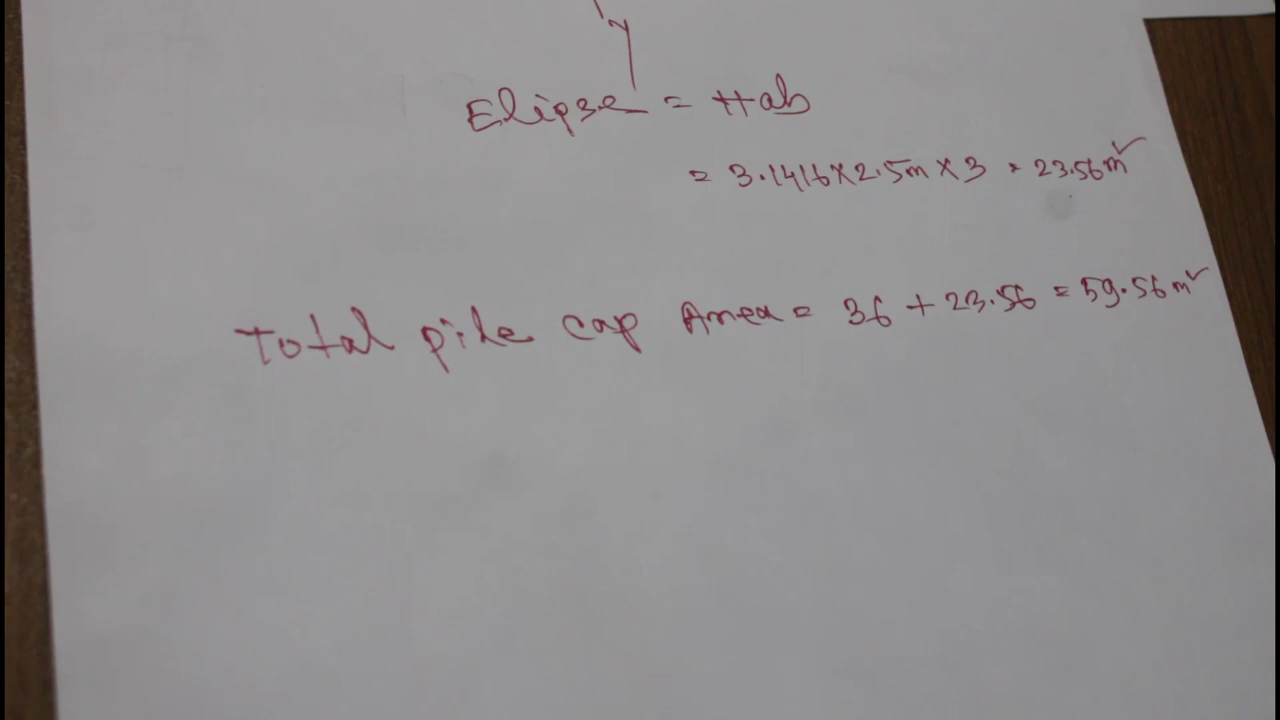 y
Elipse = πab
= 3.1416×2.5m×3 = 23.56m²
Total pile cap Area = 36 + 23.56 = 59.56m²